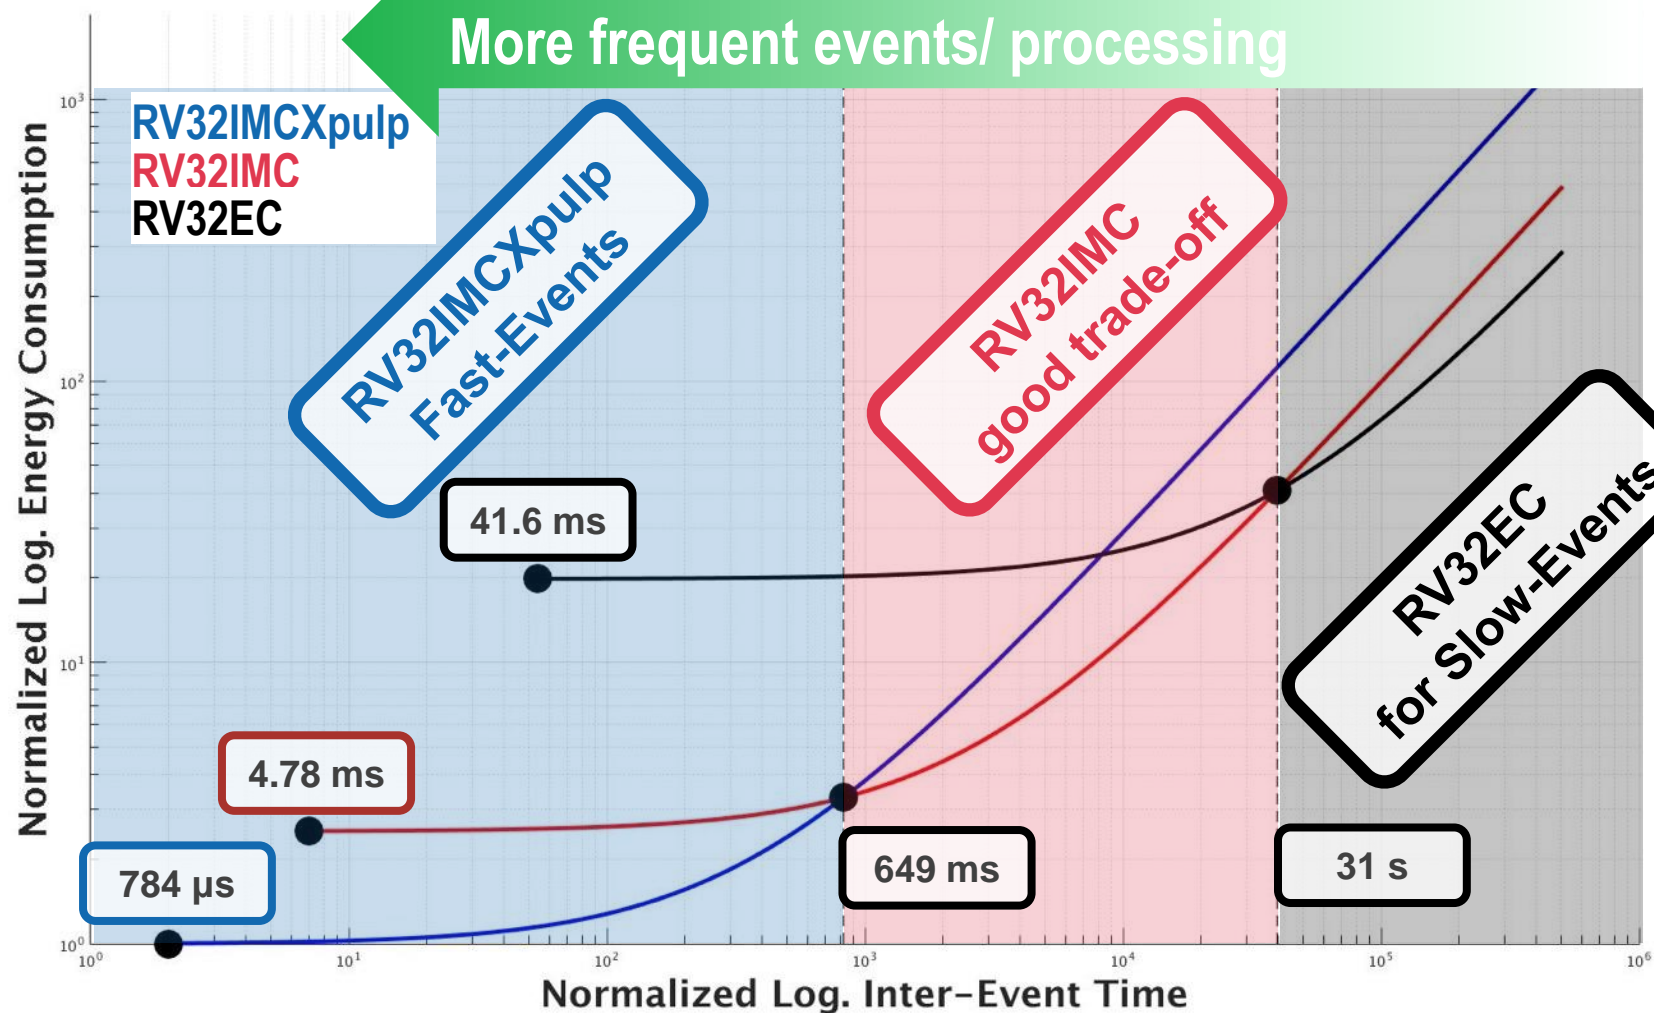 More frequent events/ processing
RV32IMCXpulp
RV32IMC
RV32EC
RV32IMCXpulp
Fast-Events
RV32IMC
good trade-off
RV32EC
for Slow-Events
41.6 ms
4.78 ms
784 µs
649 ms
31 s
Normalized Log. Energy Consumption
10³
10²
10¹
10⁰
10⁰ 10¹ 10² 10³ 10⁴ 10⁵ 10⁶
Normalized Log. Inter-Event Time